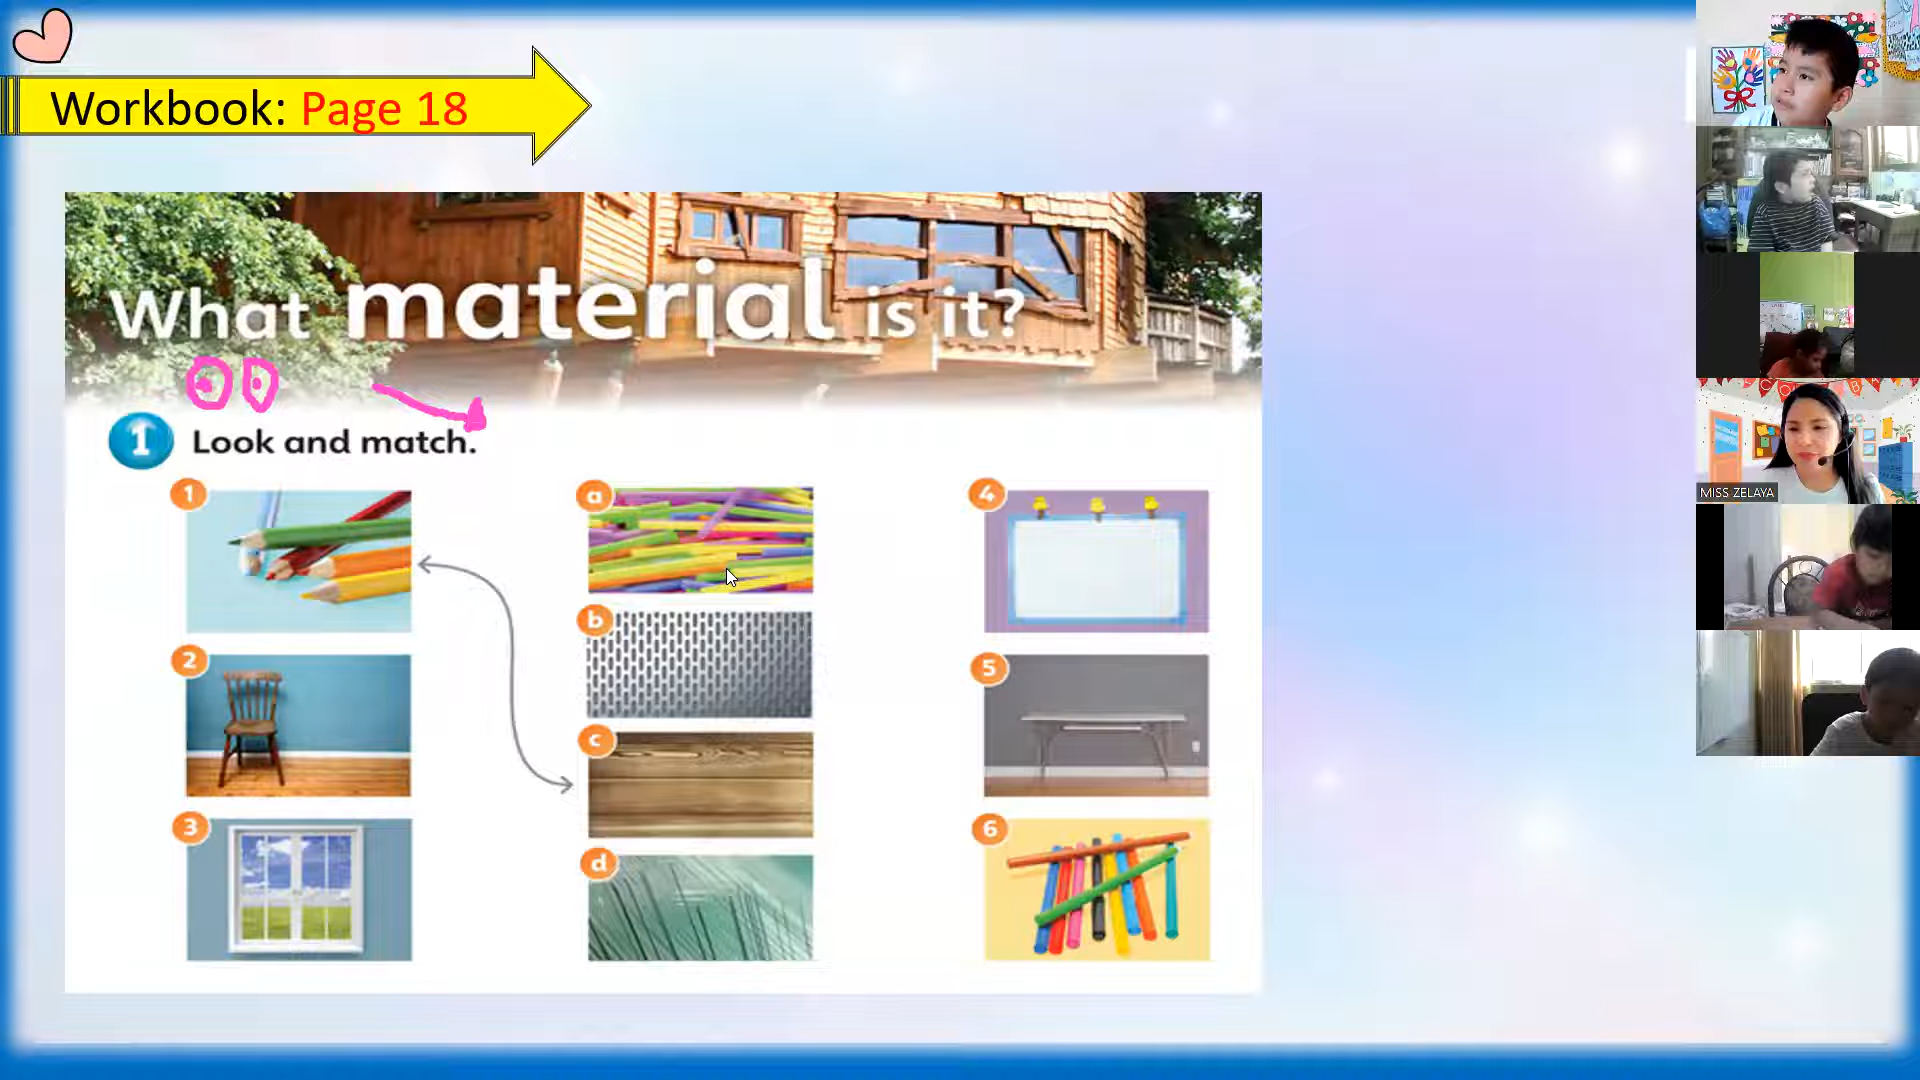 Workbook: Page 18
What material is it?
1 Look and match.
1
a
4
b
2
5
c
3
6
d
MISS ZELAYA